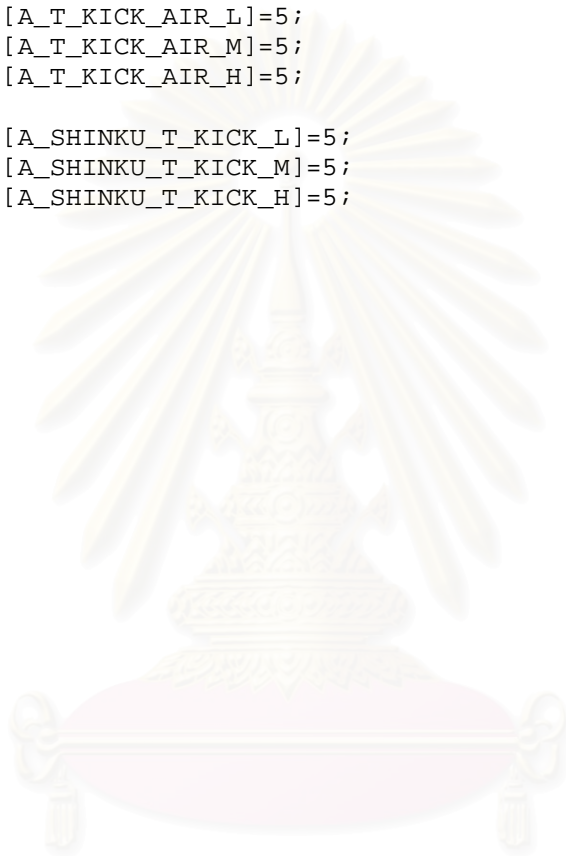 [A_T_KICK_AIR_L]=5;
[A_T_KICK_AIR_M]=5;
[A_T_KICK_AIR_H]=5;
[A_SHINKU_T_KICK_L]=5;
[A_SHINKU_T_KICK_M]=5;
[A_SHINKU_T_KICK_H]=5;